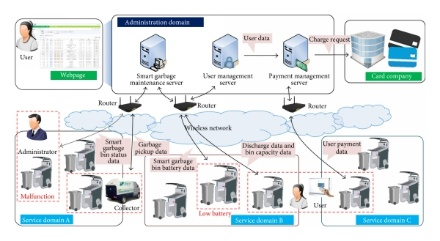 Administration domain
User
Webpage
User data
Charge request
Smart garbage
maintenance server
User management
server
Payment management
server
Card company
Router
Router
Router
Wireless network
Administrator
Smart
garbage
bin status
data
Garbage
pickup data
Smart garbage
bin battery
data
Discharge data and
bin capacity data
User payment
data
Malfunction
Collector
Low battery
User
Service domain A
Service domain B
Service domain C